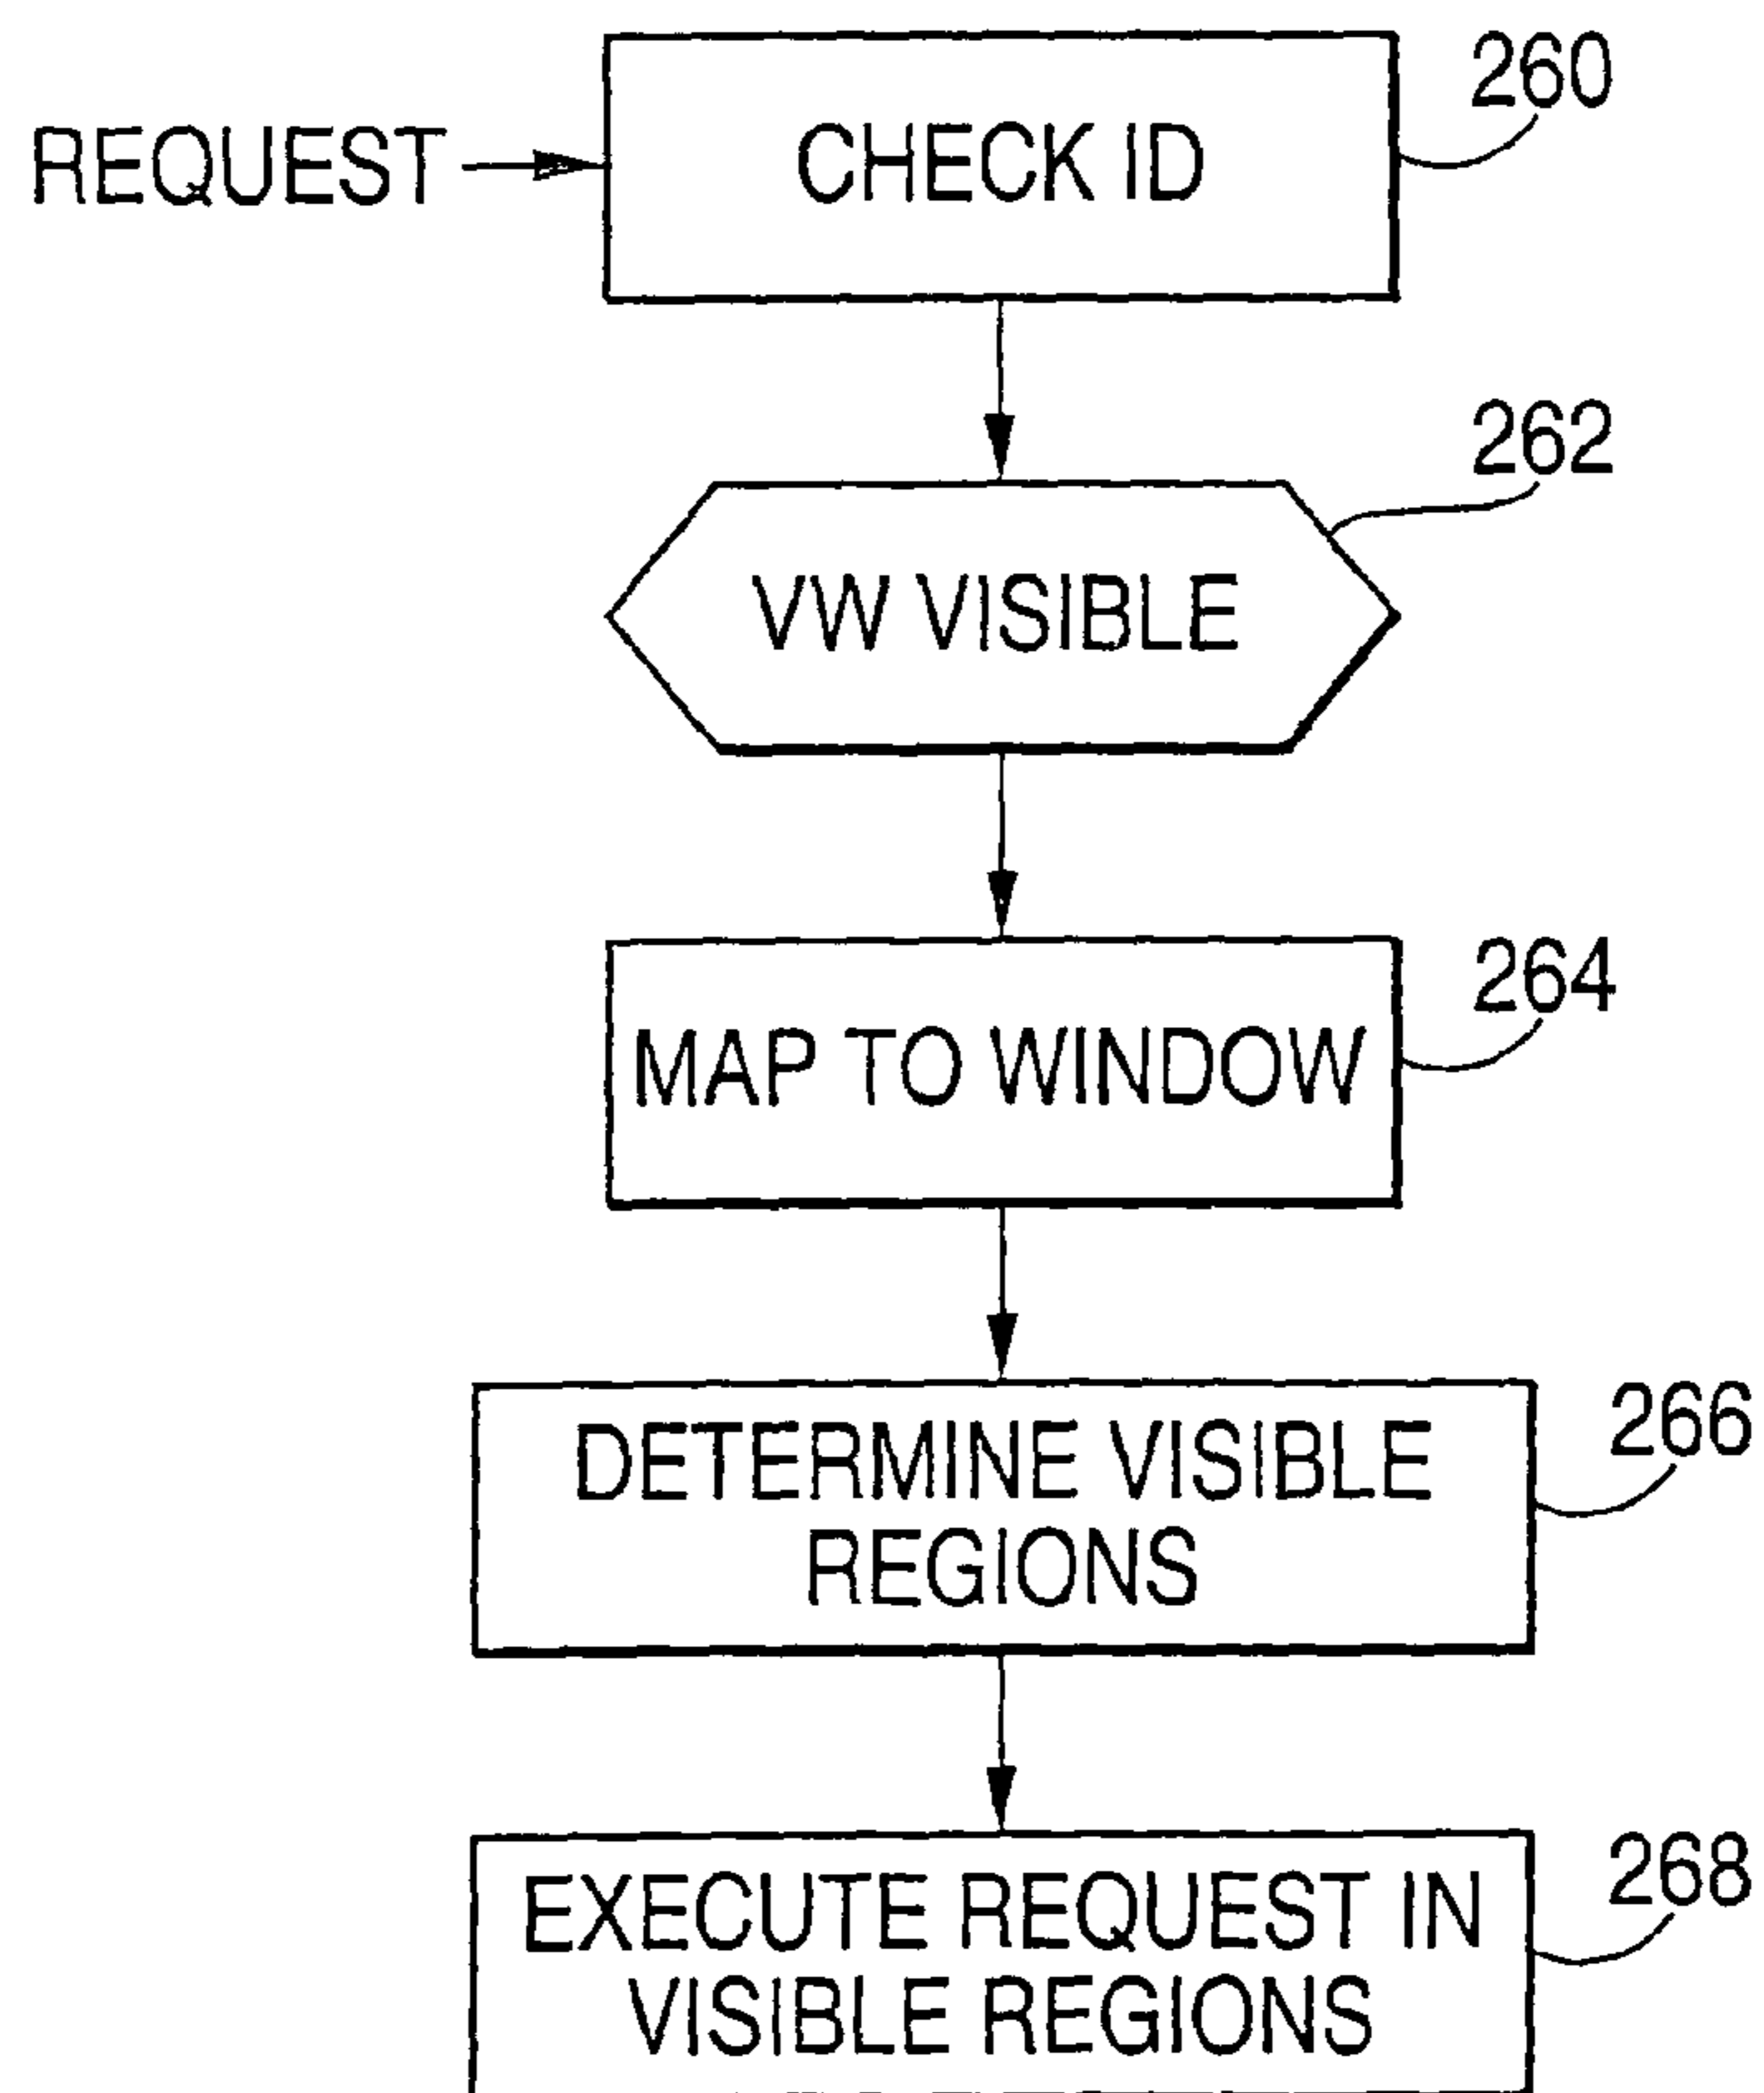 260
REQUEST
CHECK ID
262
VW VISIBLE
264
MAP TO WINDOW
266
DETERMINE VISIBLE
REGIONS
268
EXECUTE REQUEST IN
VISIBLE REGIONS